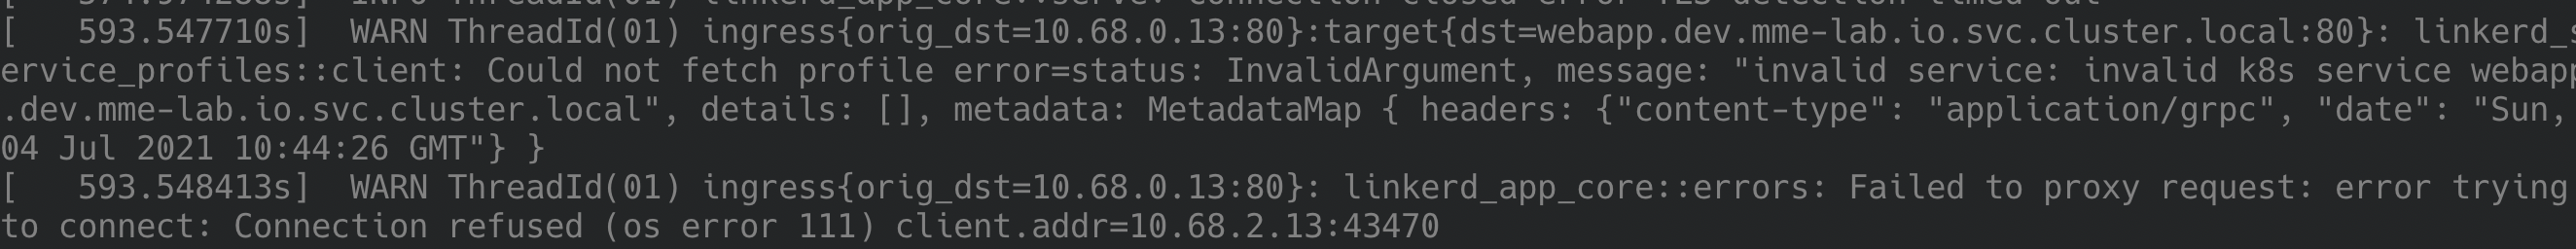 [   593.547710s]  WARN ThreadId(01) ingress{orig_dst=10.68.0.13:80}:target{dst=webapp.dev.mme-lab.io.svc.cluster.local:80}: linkerd_s
ervice_profiles::client: Could not fetch profile error=status: InvalidArgument, message: "invalid service: invalid k8s service webapp
.dev.mme-lab.io.svc.cluster.local", details: [], metadata: MetadataMap { headers: {"content-type": "application/grpc", "date": "Sun,
04 Jul 2021 10:44:26 GMT"} }
[   593.548413s]  WARN ThreadId(01) ingress{orig_dst=10.68.0.13:80}: linkerd_app_core::errors: Failed to proxy request: error trying
to connect: Connection refused (os error 111) client.addr=10.68.2.13:43470